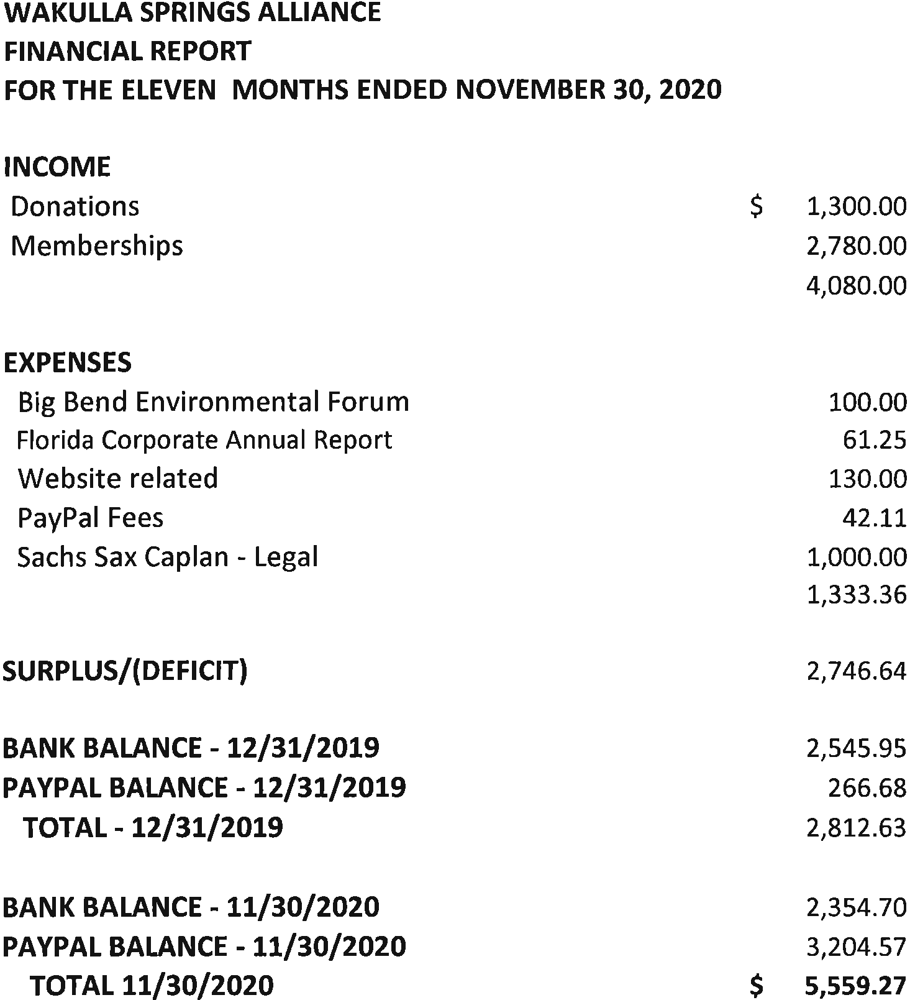 WAKULLA SPRINGS ALLIANCE
FINANCIAL REPORT
FOR THE ELEVEN MONTHS ENDED NOVEMBER 30, 2020
INCOME
Donations $ 1,300.00
Memberships 2,780.00
4,080.00
EXPENSES
Big Bend Environmental Forum 100.00
Florida Corporate Annual Report 61.25
Website related 130.00
PayPal Fees 42.11
Sachs Sax Caplan - Legal 1,000.00
1,333.36
SURPLUS/(DEFICIT) 2,746.64
BANK BALANCE - 12/31/2019 2,545.95
PAYPAL BALANCE - 12/31/2019 266.68
TOTAL - 12/31/2019 2,812.63
BANK BALANCE - 11/30/2020 2,354.70
PAYPAL BALANCE - 11/30/2020 3,204.57
TOTAL 11/30/2020 $ 5,559.27